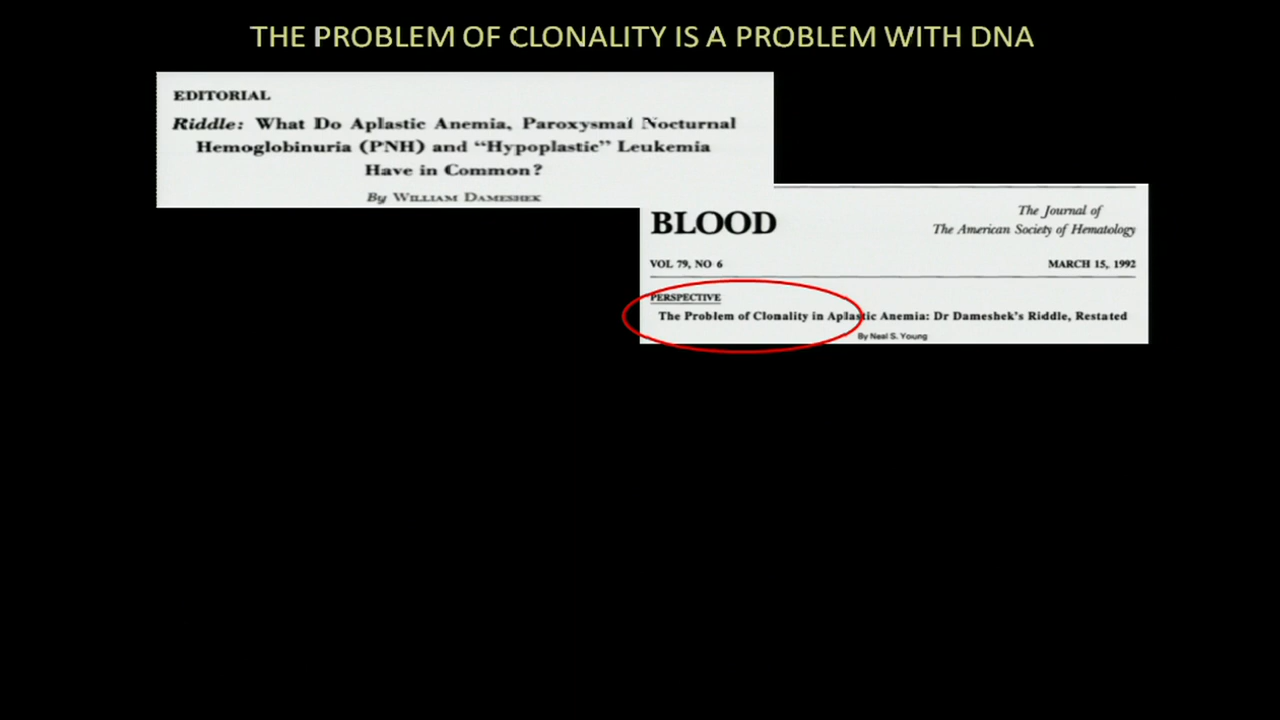 THE PROBLEM OF CLONALITY IS A PROBLEM WITH DNA
EDITORIAL
Riddle: What Do Aplastic Anemia, Paroxysmal Nocturnal
Hemoglobinuria (PNH) and “Hypoplastic” Leukemia
Have in Common?
By WILLIAM DAMESHEK
BLOOD
The Journal of
The American Society of Hematology
VOL 79, NO 6
MARCH 15, 1992
PERSPECTIVE
The Problem of Clonality in Aplastic Anemia: Dr Dameshek's Riddle, Restated
By Neal S. Young